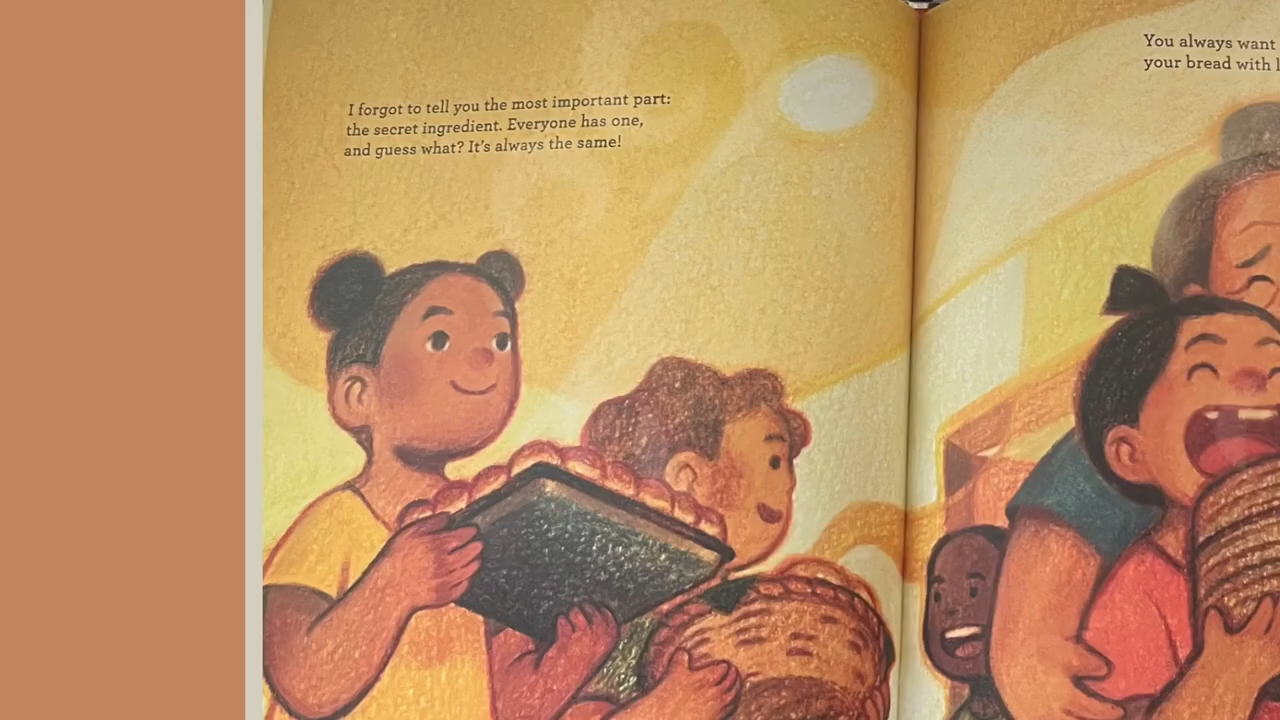 I forgot to tell you the most important part:
the secret ingredient. Everyone has one,
and guess what? It's always the same!
You always want
your bread with